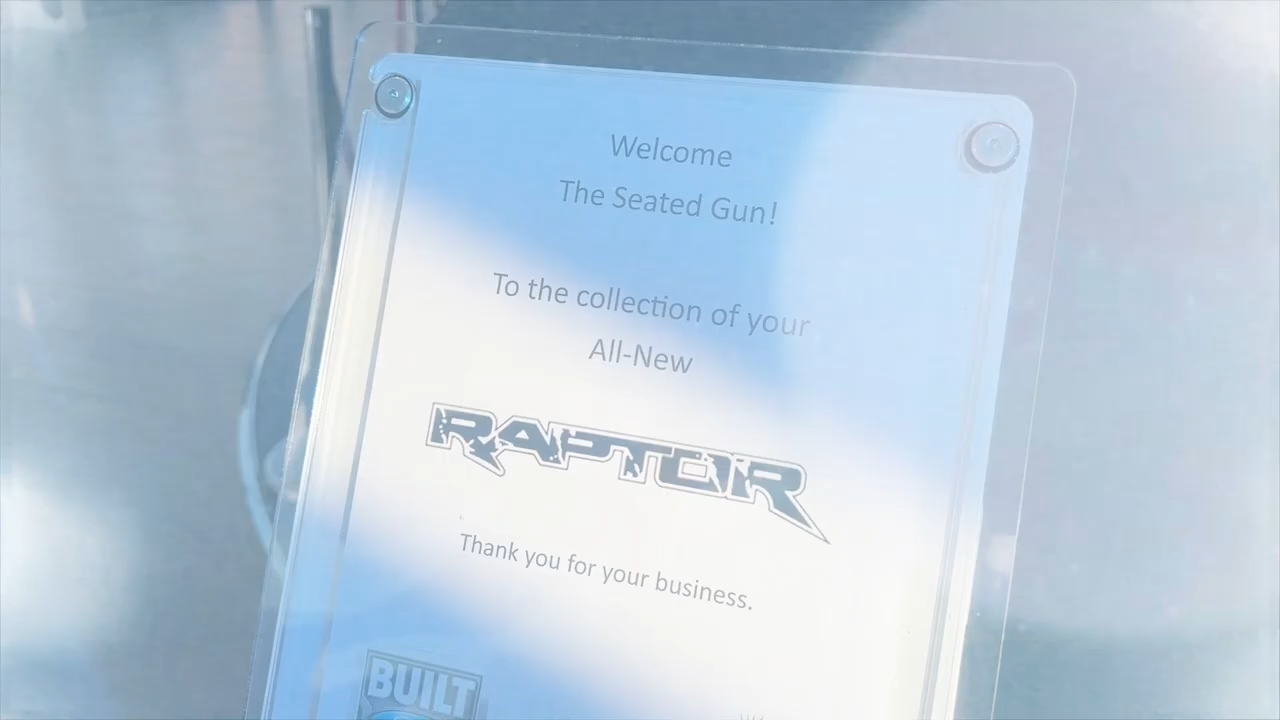 Welcome
The Seated Gun!
To the collection of your
All-New
RAPTOR
Thank you for your business.
BUILT